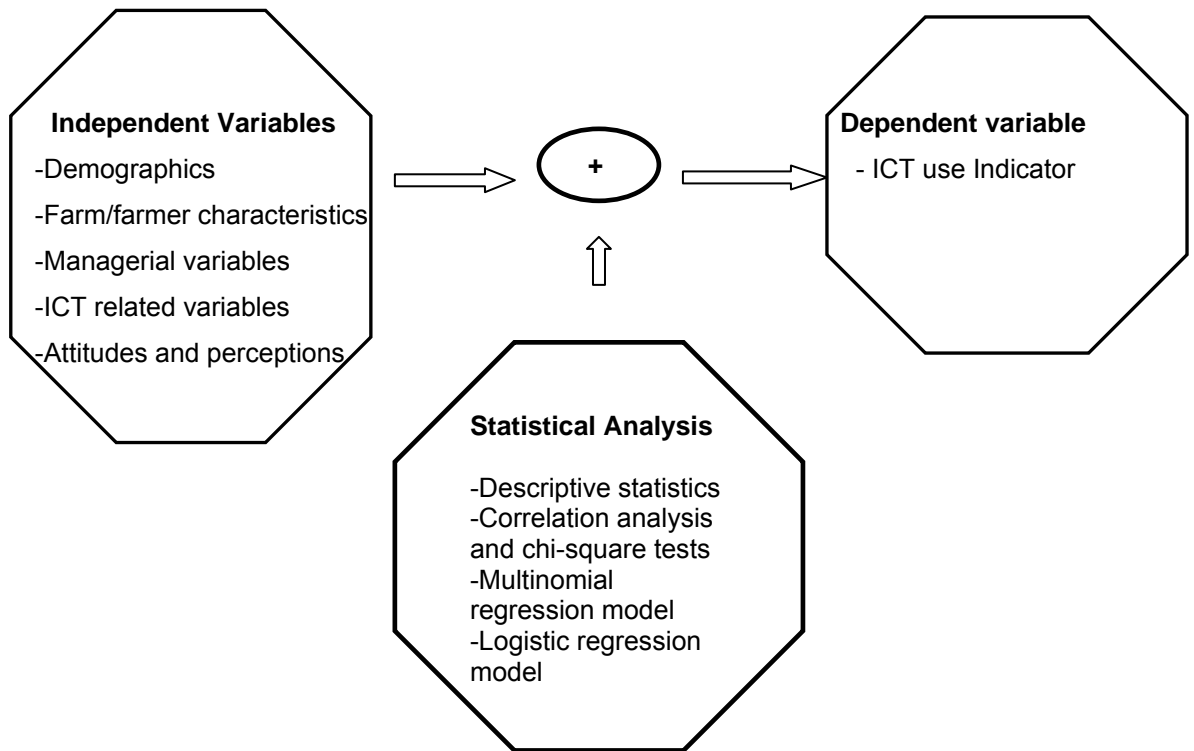 Independent Variables
-Demographics
-Farm/farmer characteristics
-Managerial variables
-ICT related variables
-Attitudes and perceptions
+
Dependent variable
- ICT use Indicator
Statistical Analysis
-Descriptive statistics
-Correlation analysis
and chi-square tests
-Multinomial
regression model
-Logistic regression
model